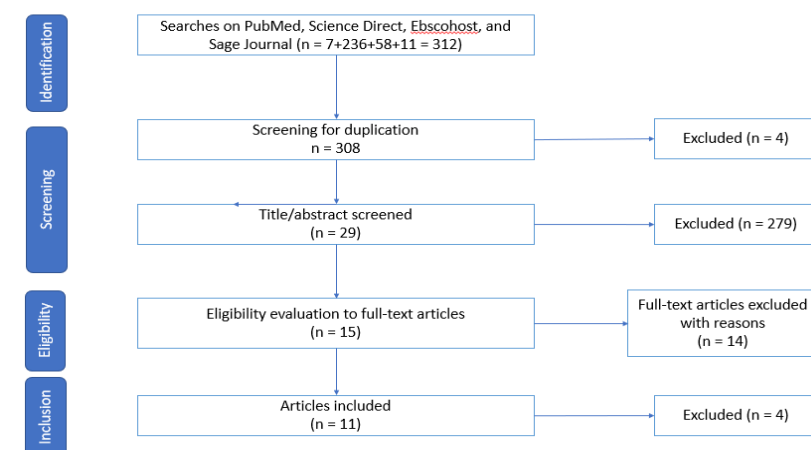 Identification
Searches on PubMed, Science Direct, Ebscohost, and
Sage Journal (n = 7+236+58+11 = 312)
Screening
Screening for duplication
n = 308
Excluded (n = 4)
Title/abstract screened
(n = 29)
Excluded (n = 279)
Eligibility
Eligibility evaluation to full-text articles
(n = 15)
Full-text articles excluded
with reasons
(n = 14)
Inclusion
Articles included
(n = 11)
Excluded (n = 4)